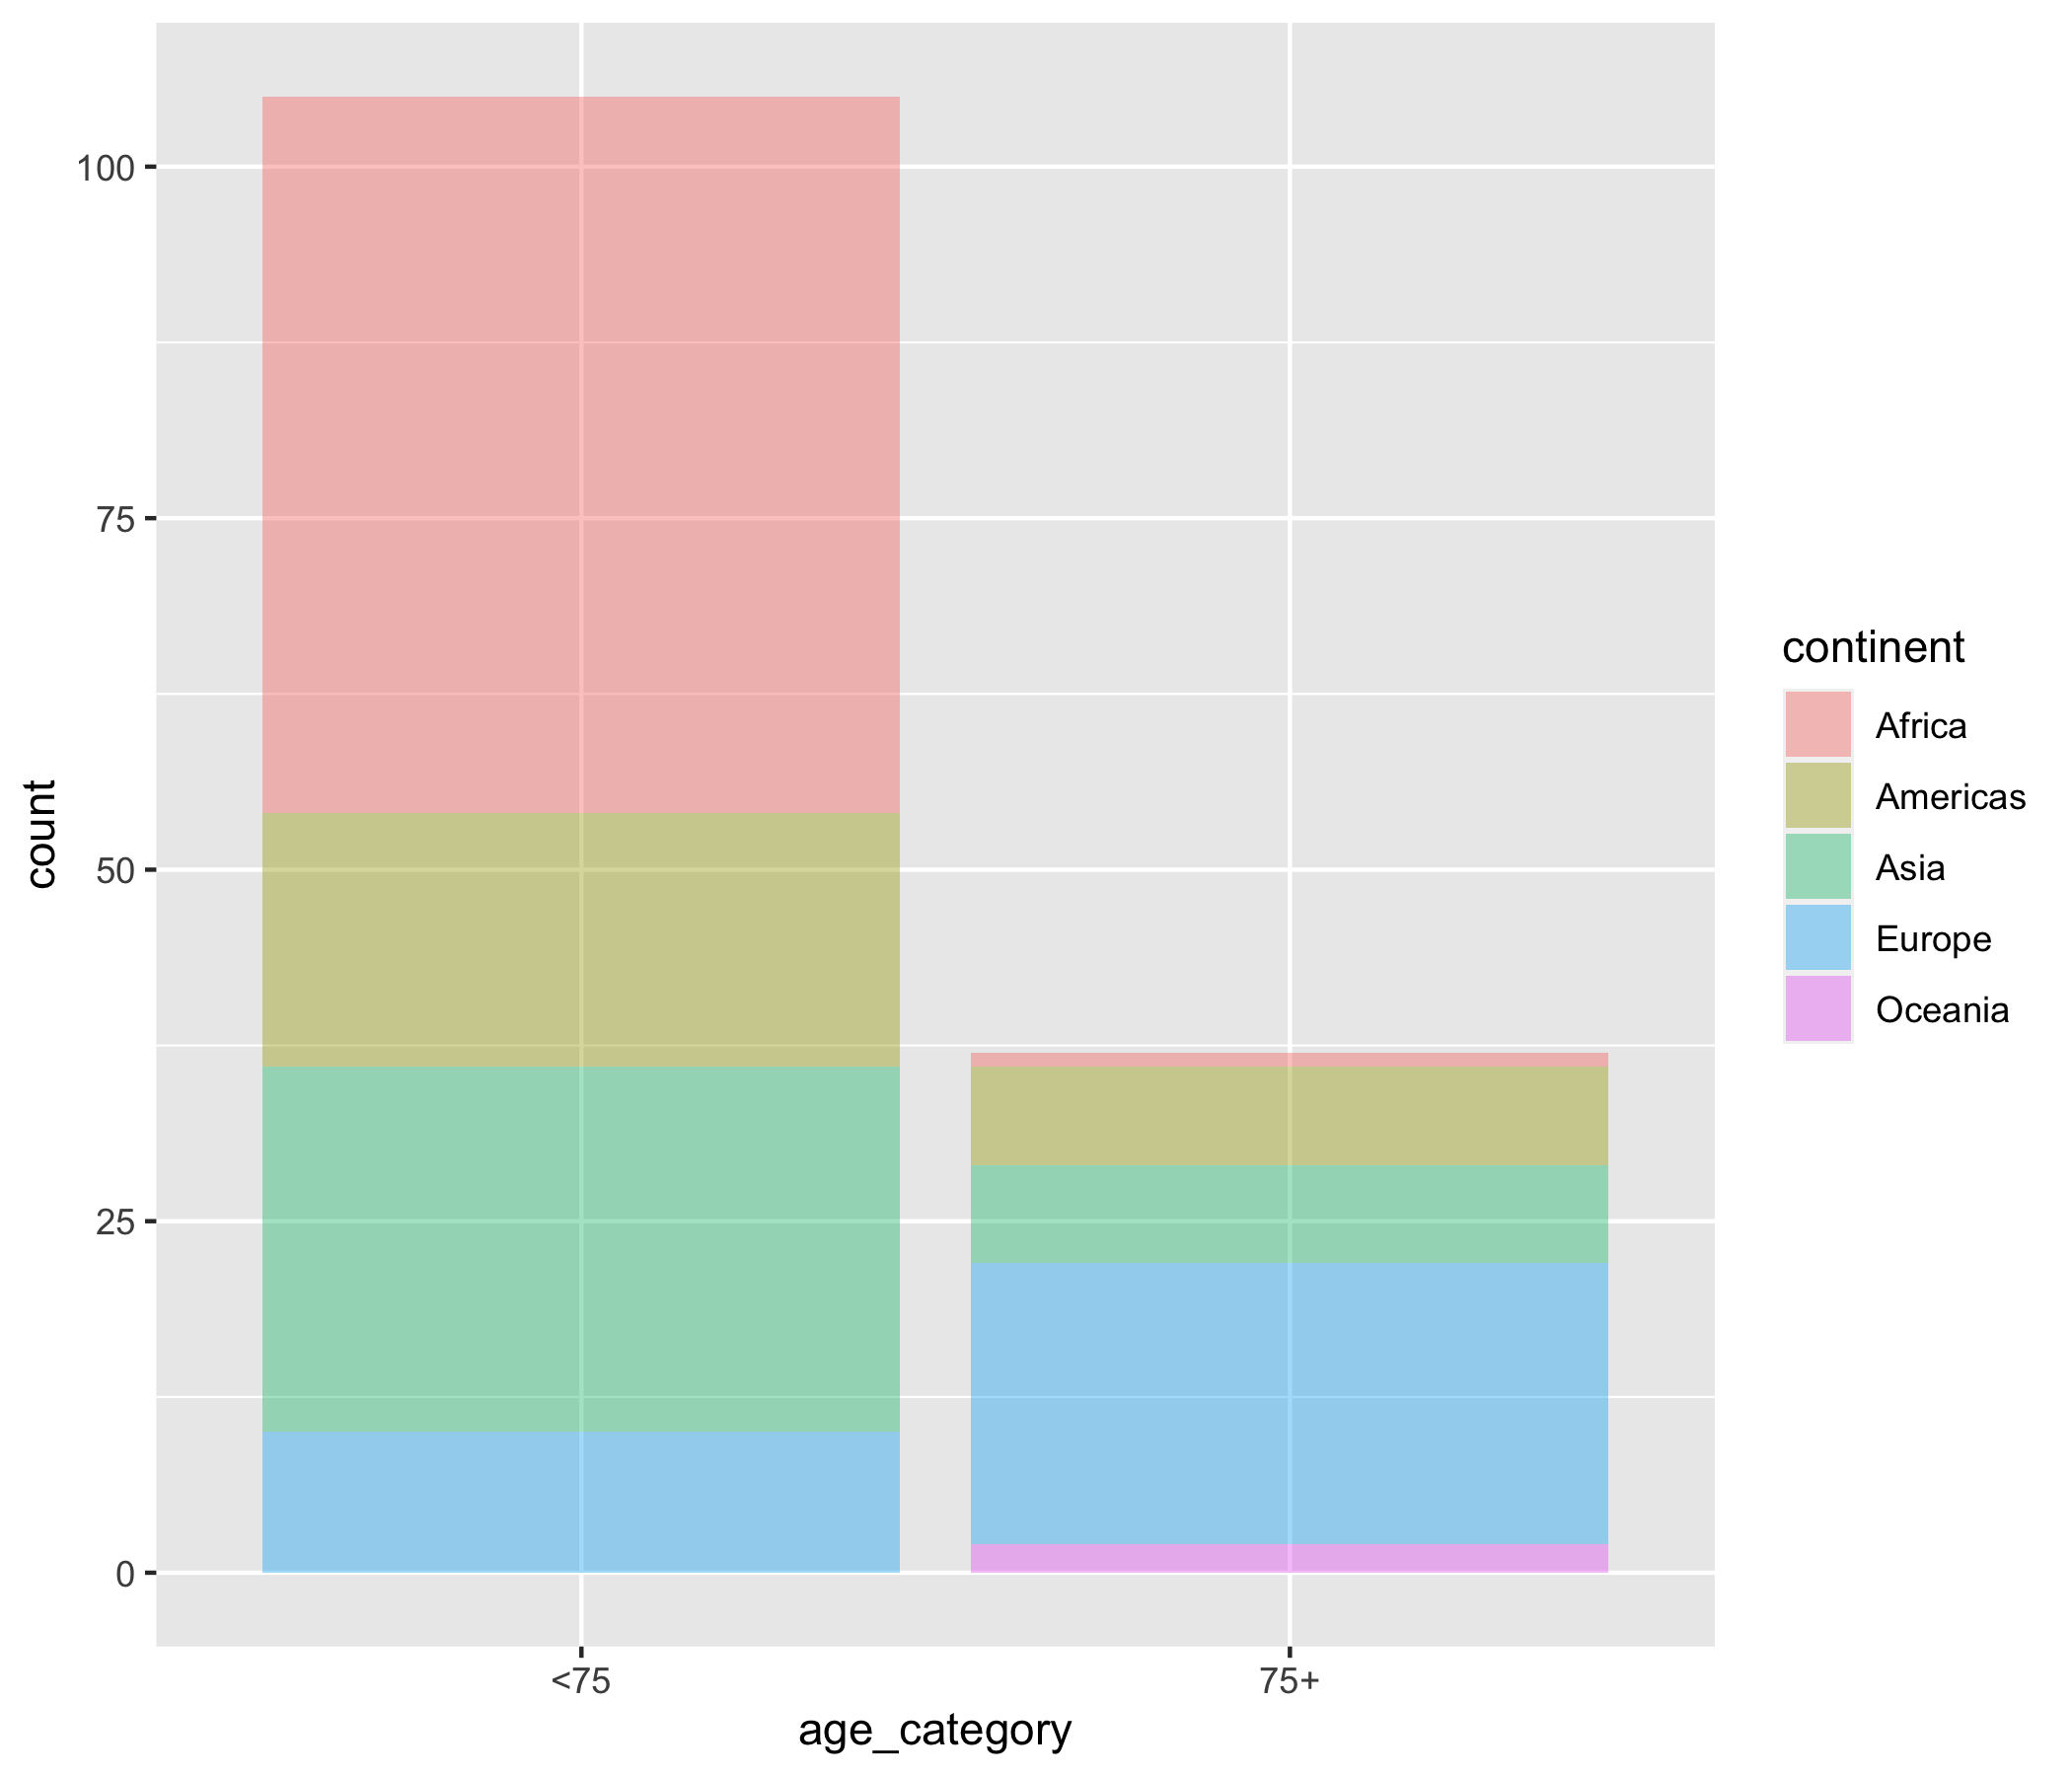 count
100
75
50
25
0
<75
75+
age_category
continent
Africa
Americas
Asia
Europe
Oceania